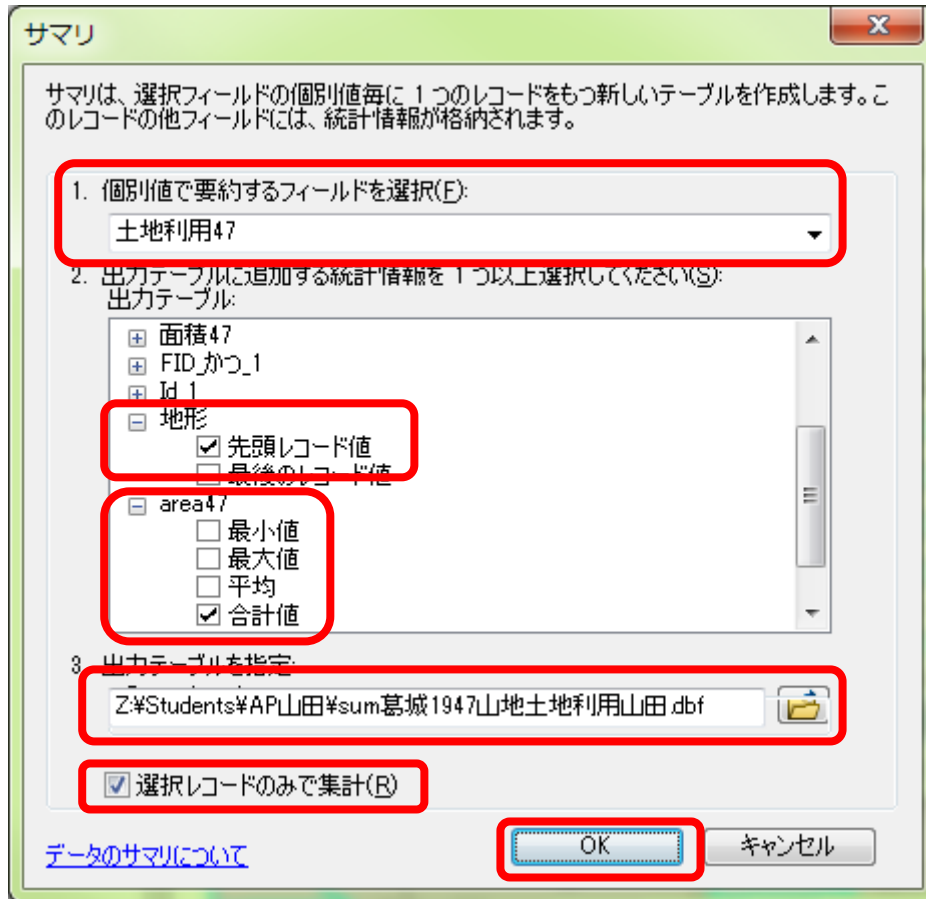 サマリ
サマリは、選択フィールドの個別値毎に 1 つのレコードをもつ新しいテーブルを作成します。こ
のレコードの他フィールドには、統計情報が格納されます。
1. 個別値で要約するフィールドを選択(F):
土地利用47
2. 出力テーブルに追加する統計情報を 1 つ以上選択してください(S):
出力テーブル:
面積47
FID_かつ_1
Id_1
地形
先頭レコード値
最後のレコード値
area47
最小値
最大値
平均
合計値
3. 出力テーブルを指定:
Z:¥Students¥AP山田¥sum葛城1947山地土地利用山田.dbf
選択レコードのみで集計(R)
データのサマリについて
OK
キャンセル